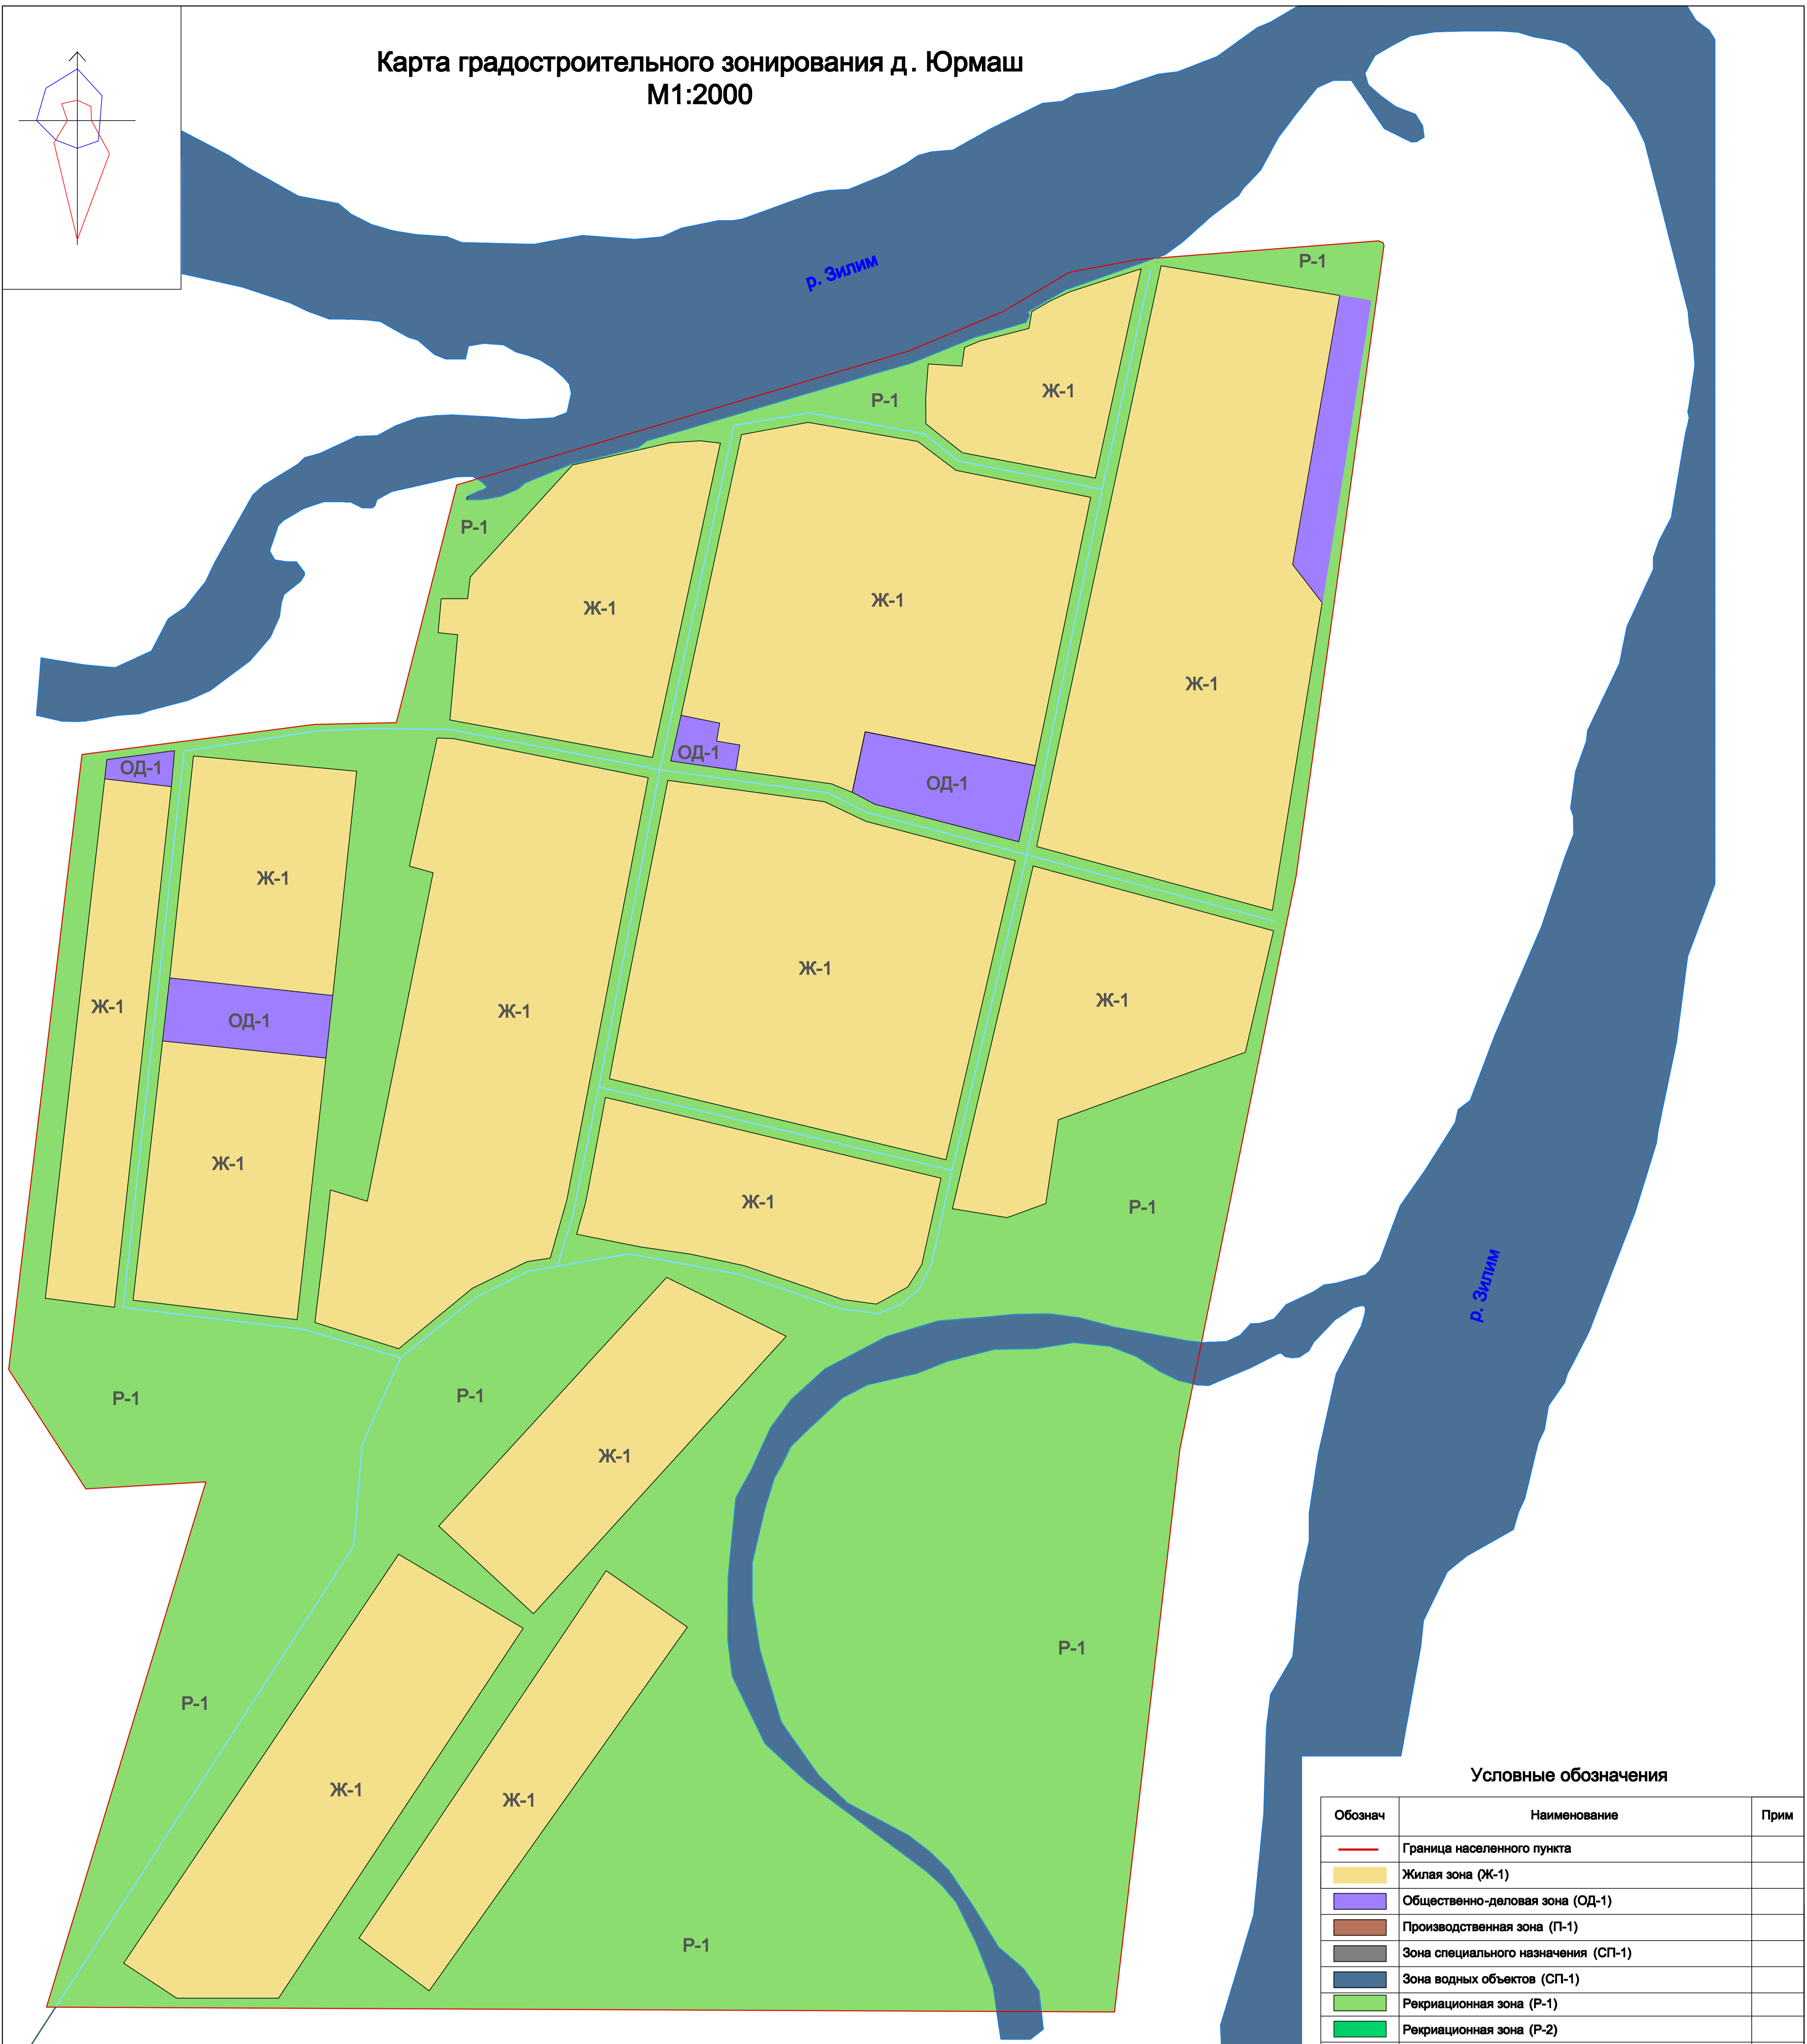 Карта градостроительного зонирования д. Юрмаш
М1:2000
р. Зилим
Р-1
Ж-1
Р-1
Р-1
Ж-1
Ж-1
Ж-1
ОД-1
ОД-1
ОД-1
Ж-1
Ж-1
Ж-1
Ж-1
Ж-1
ОД-1
Ж-1
Ж-1
Ж-1
Р-1
р. Зилим
Р-1
Р-1
Ж-1
Р-1
Р-1
Ж-1
Ж-1
Р-1
Условные обозначения
Обознач Наименование Прим
Граница населенного пункта
Жилая зона (Ж-1)
Общественно-деловая зона (ОД-1)
Производственная зона (П-1)
Зона специального назначения (СП-1)
Зона водных объектов (СП-1)
Рекриационная зона (Р-1)
Рекриационная зона (Р-2)